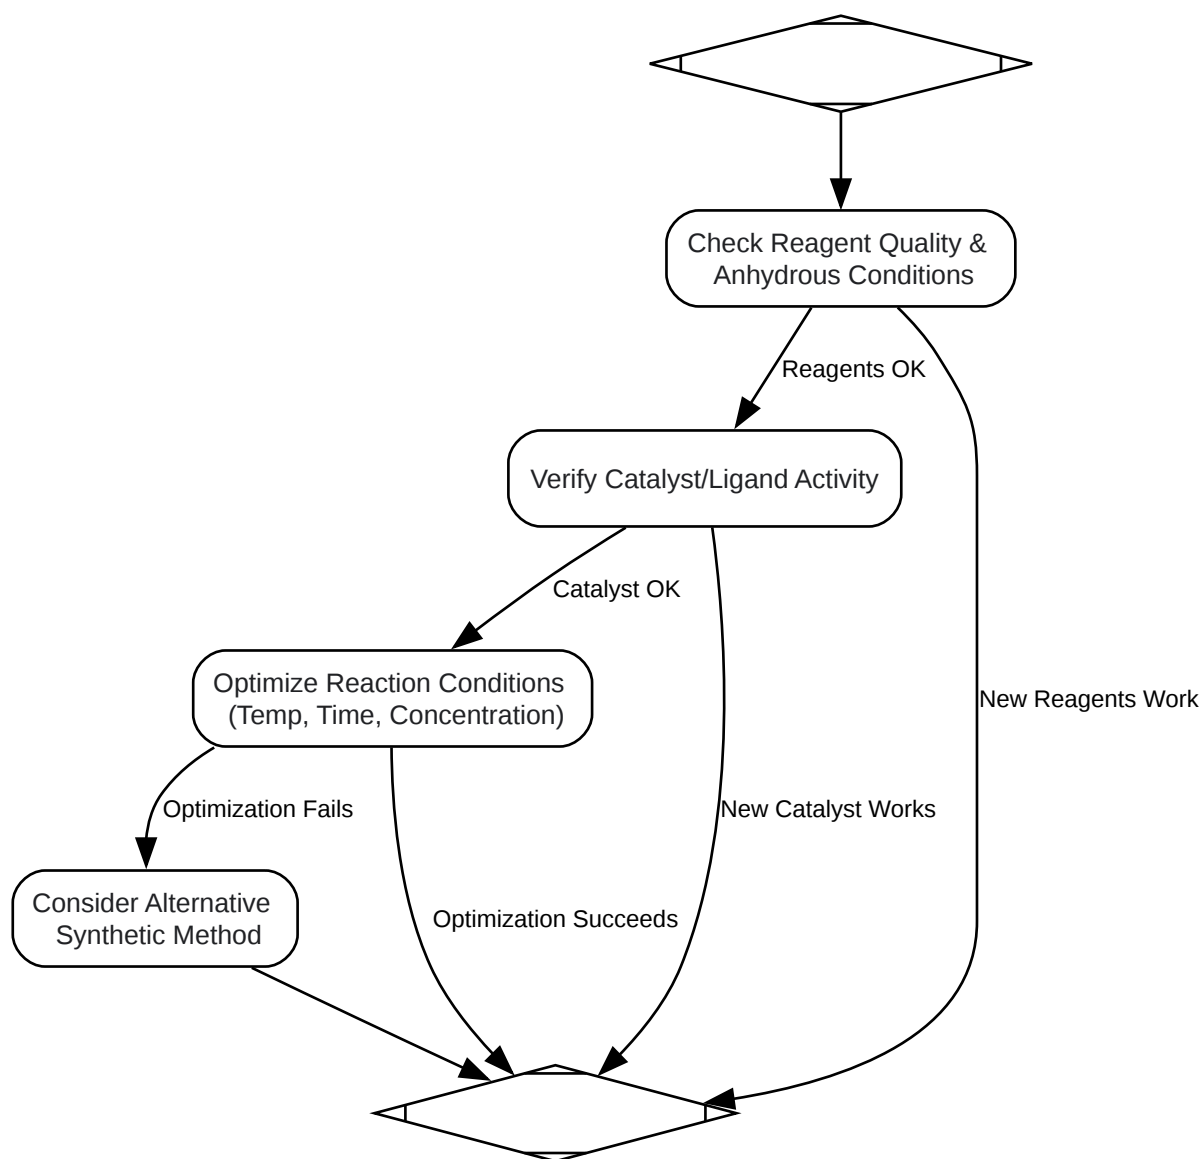 Check Reagent Quality &
Anhydrous Conditions
Reagents OK
Verify Catalyst/Ligand Activity
Catalyst OK
Optimize Reaction Conditions
(Temp, Time, Concentration)
New Reagents Work
Optimization Fails
New Catalyst Works
Consider Alternative
Synthetic Method
Optimization Succeeds